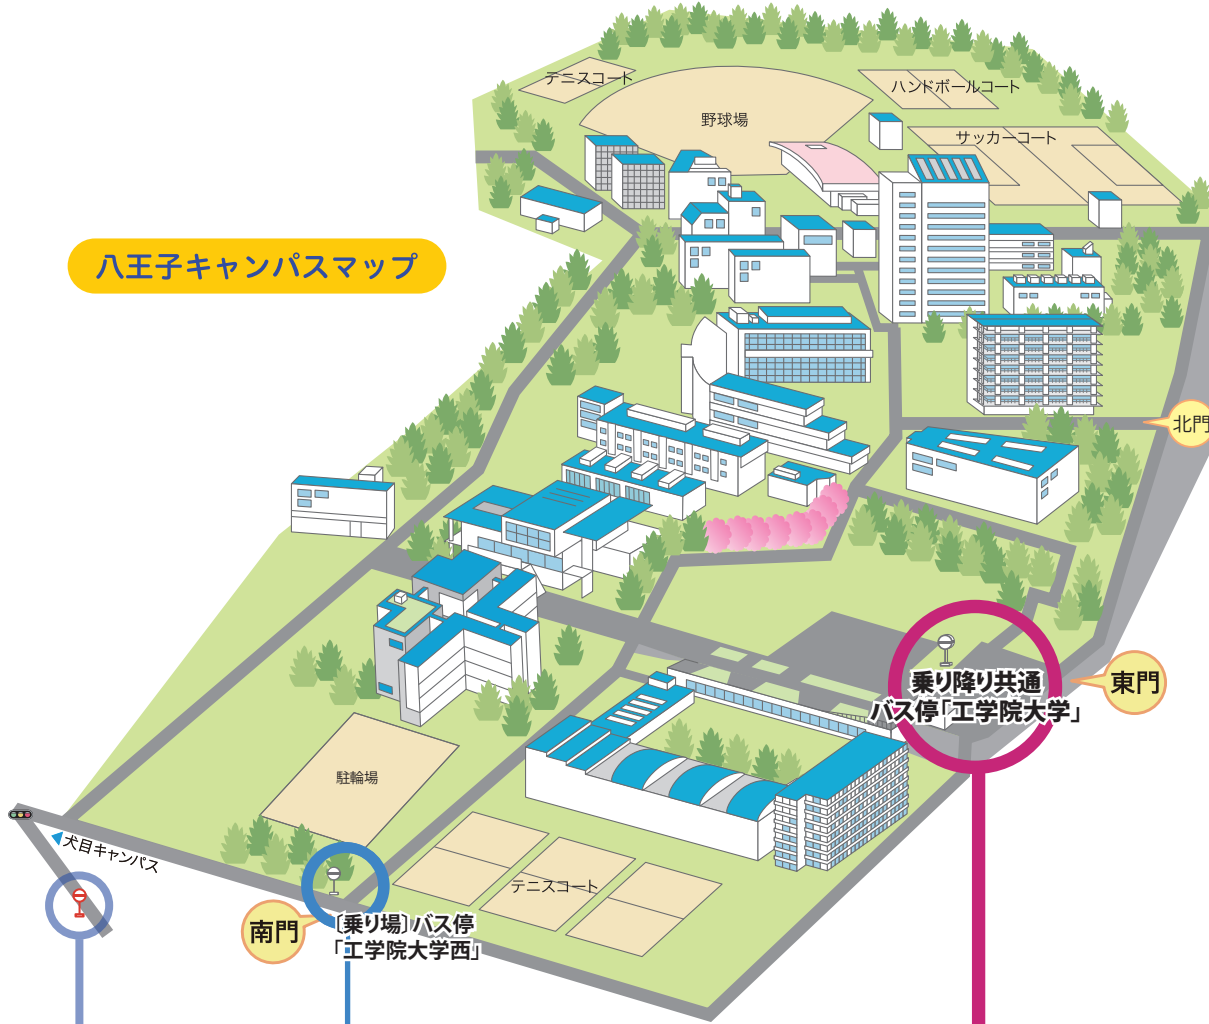 テニスコート
ハンドボールコート
野球場
サッカーコート
八王子キャンパスマップ
北門
乗り降り共通
バス停「工学院大学」
東門
駐輪場
犬目キャンパス
テニスコート
南門
〔乗り場〕バス停
「工学院大学西」